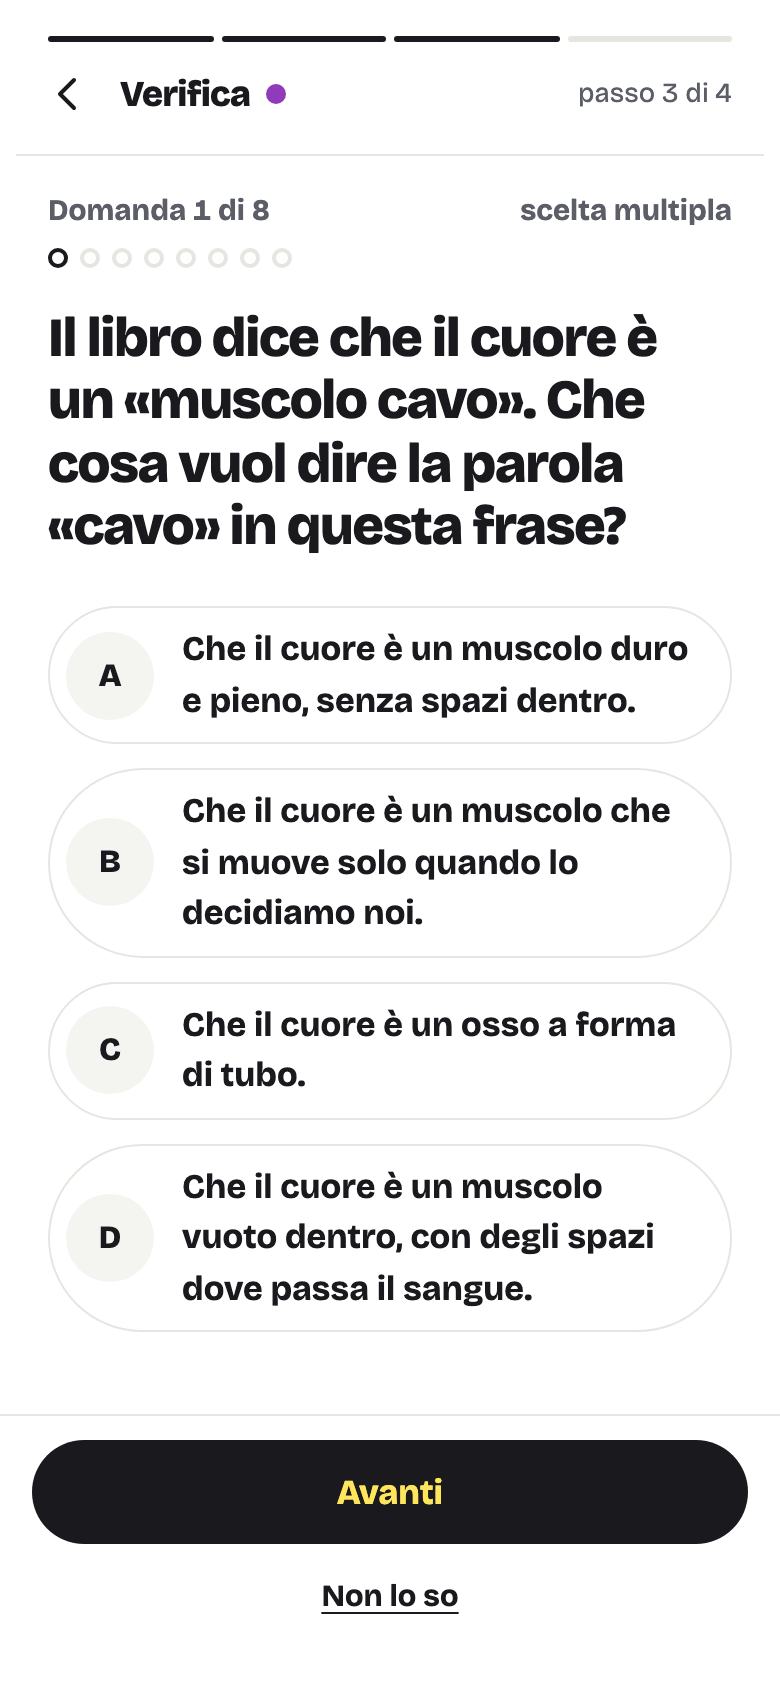 Verifica
passo 3 di 4
Domanda 1 di 8
scelta multipla
Il libro dice che il cuore è
un «muscolo cavo». Che
cosa vuol dire la parola
«cavo» in questa frase?
A
Che il cuore è un muscolo duro
e pieno, senza spazi dentro.
B
Che il cuore è un muscolo che
si muove solo quando lo
decidiamo noi.
C
Che il cuore è un osso a forma
di tubo.
D
Che il cuore è un muscolo
vuoto dentro, con degli spazi
dove passa il sangue.
Avanti
Non lo so